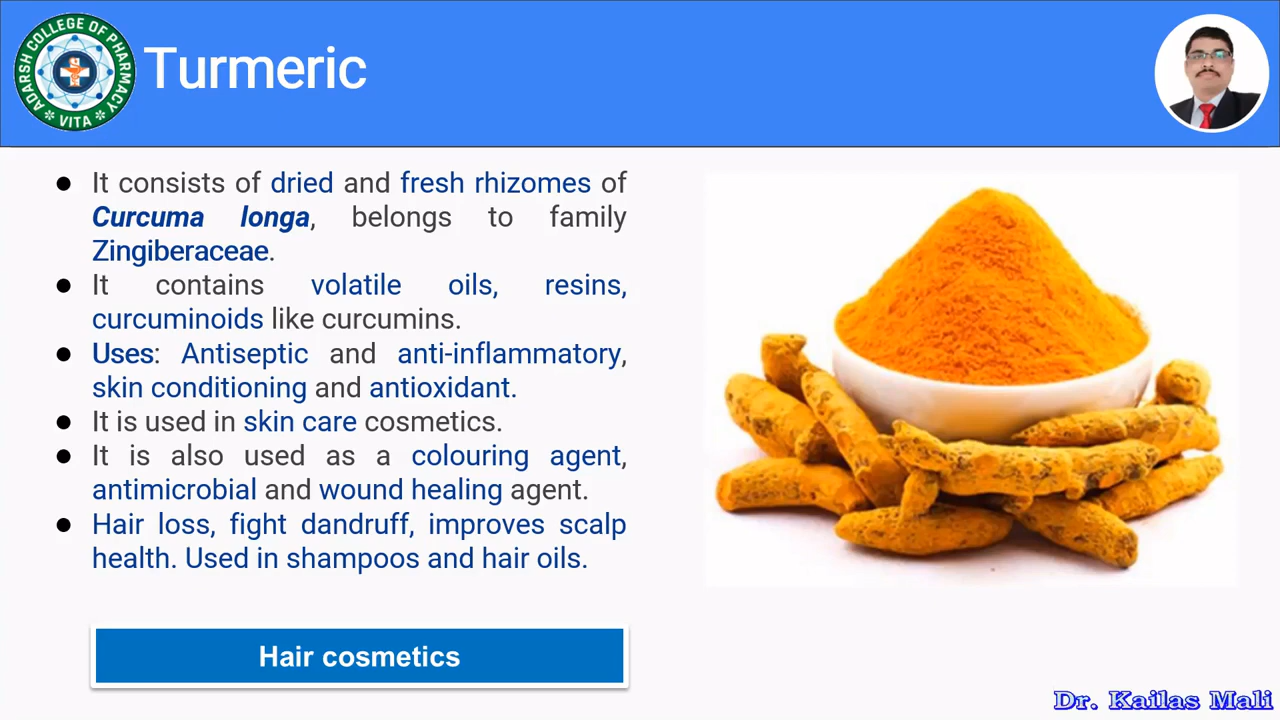 ADARSH COLLEGE OF PHARMACY
VITA
Turmeric
● It consists of dried and fresh rhizomes of
Curcuma longa, belongs to family
Zingiberaceae.
● It contains volatile oils, resins,
curcuminoids like curcumins.
● Uses: Antiseptic and anti-inflammatory,
skin conditioning and antioxidant.
● It is used in skin care cosmetics.
● It is also used as a colouring agent,
antimicrobial and wound healing agent.
● Hair loss, fight dandruff, improves scalp
health. Used in shampoos and hair oils.
Hair cosmetics
Dr. Kailas Mali